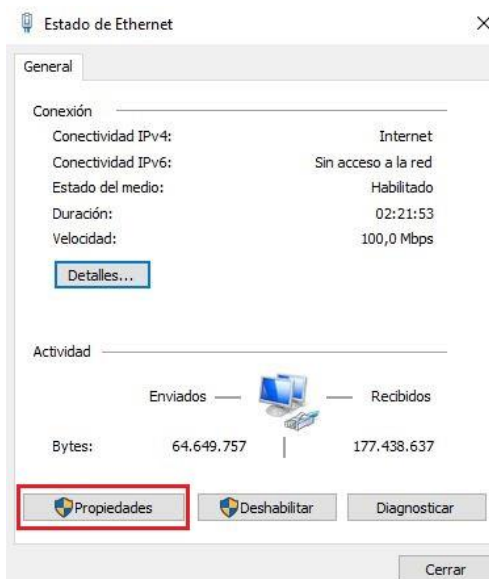 Estado de Ethernet
General
Conexión
Conectividad IPv4: Internet
Conectividad IPv6: Sin acceso a la red
Estado del medio: Habilitado
Duración: 02:21:53
Velocidad: 100,0 Mbps
Detalles...
Actividad
Enviados Recibidos
Bytes: 64.649.757 177.438.637
Propiedades Deshabilitar Diagnosticar
Cerrar